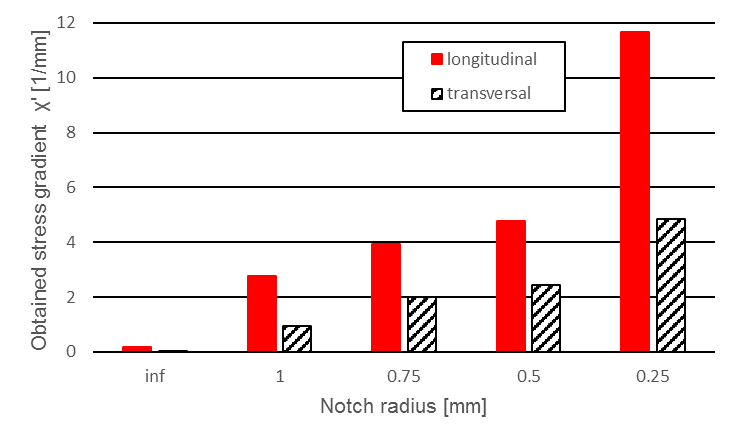 Obtained stress gradient χ' [1/mm]
12
10
8
6
4
2
0
longitudinal
transversal
inf 1 0.75 0.5 0.25
Notch radius [mm]